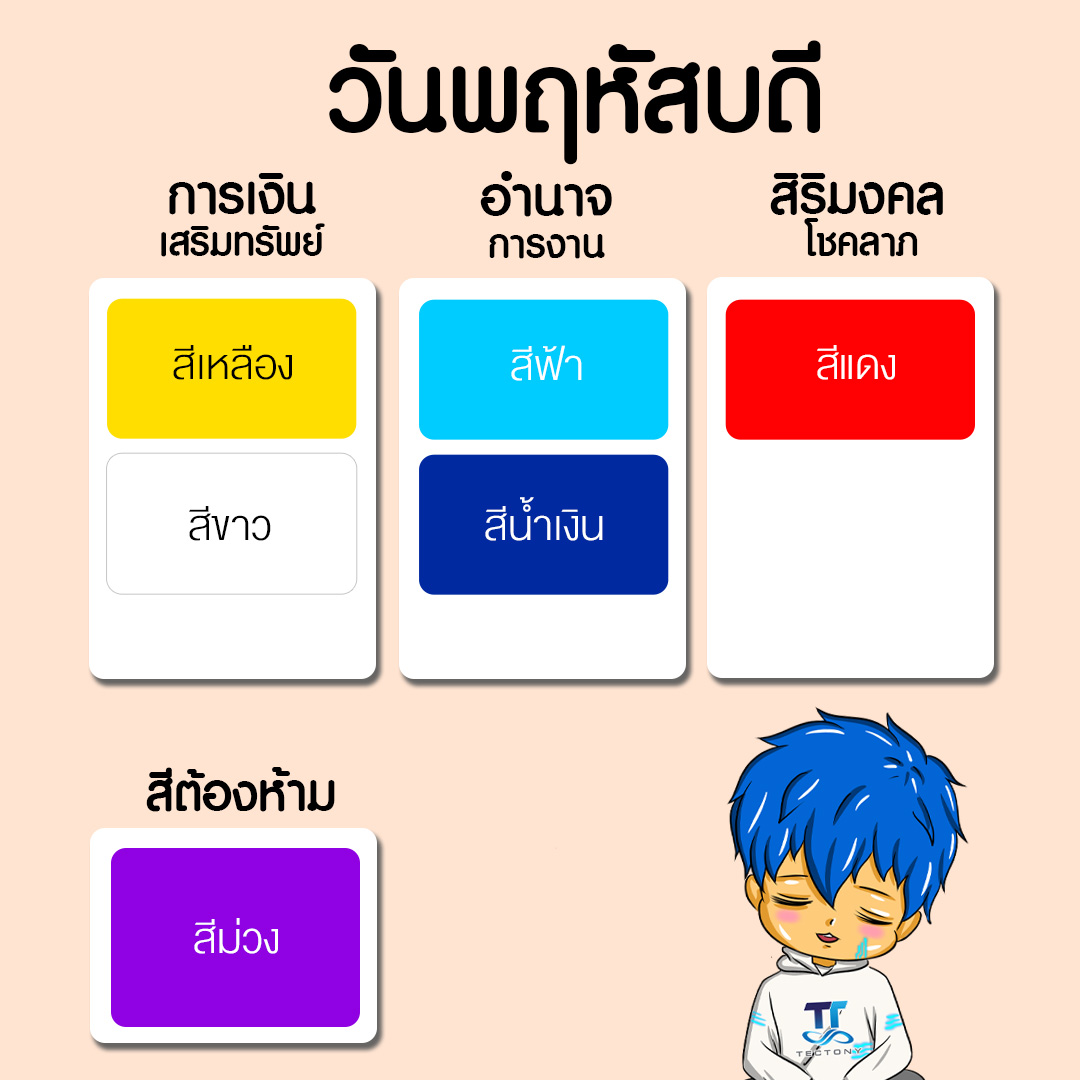 วันพฤหัสบดี
การเงิน
เสริมทรัพย์
อำนาจ
การงาน
สิริมงคล
โชคลาภ
สีเหลือง
สีฟ้า
สีแดง
สีขาว
สีน้ำเงิน
สีต้องห้าม
สีม่วง
TECTONY